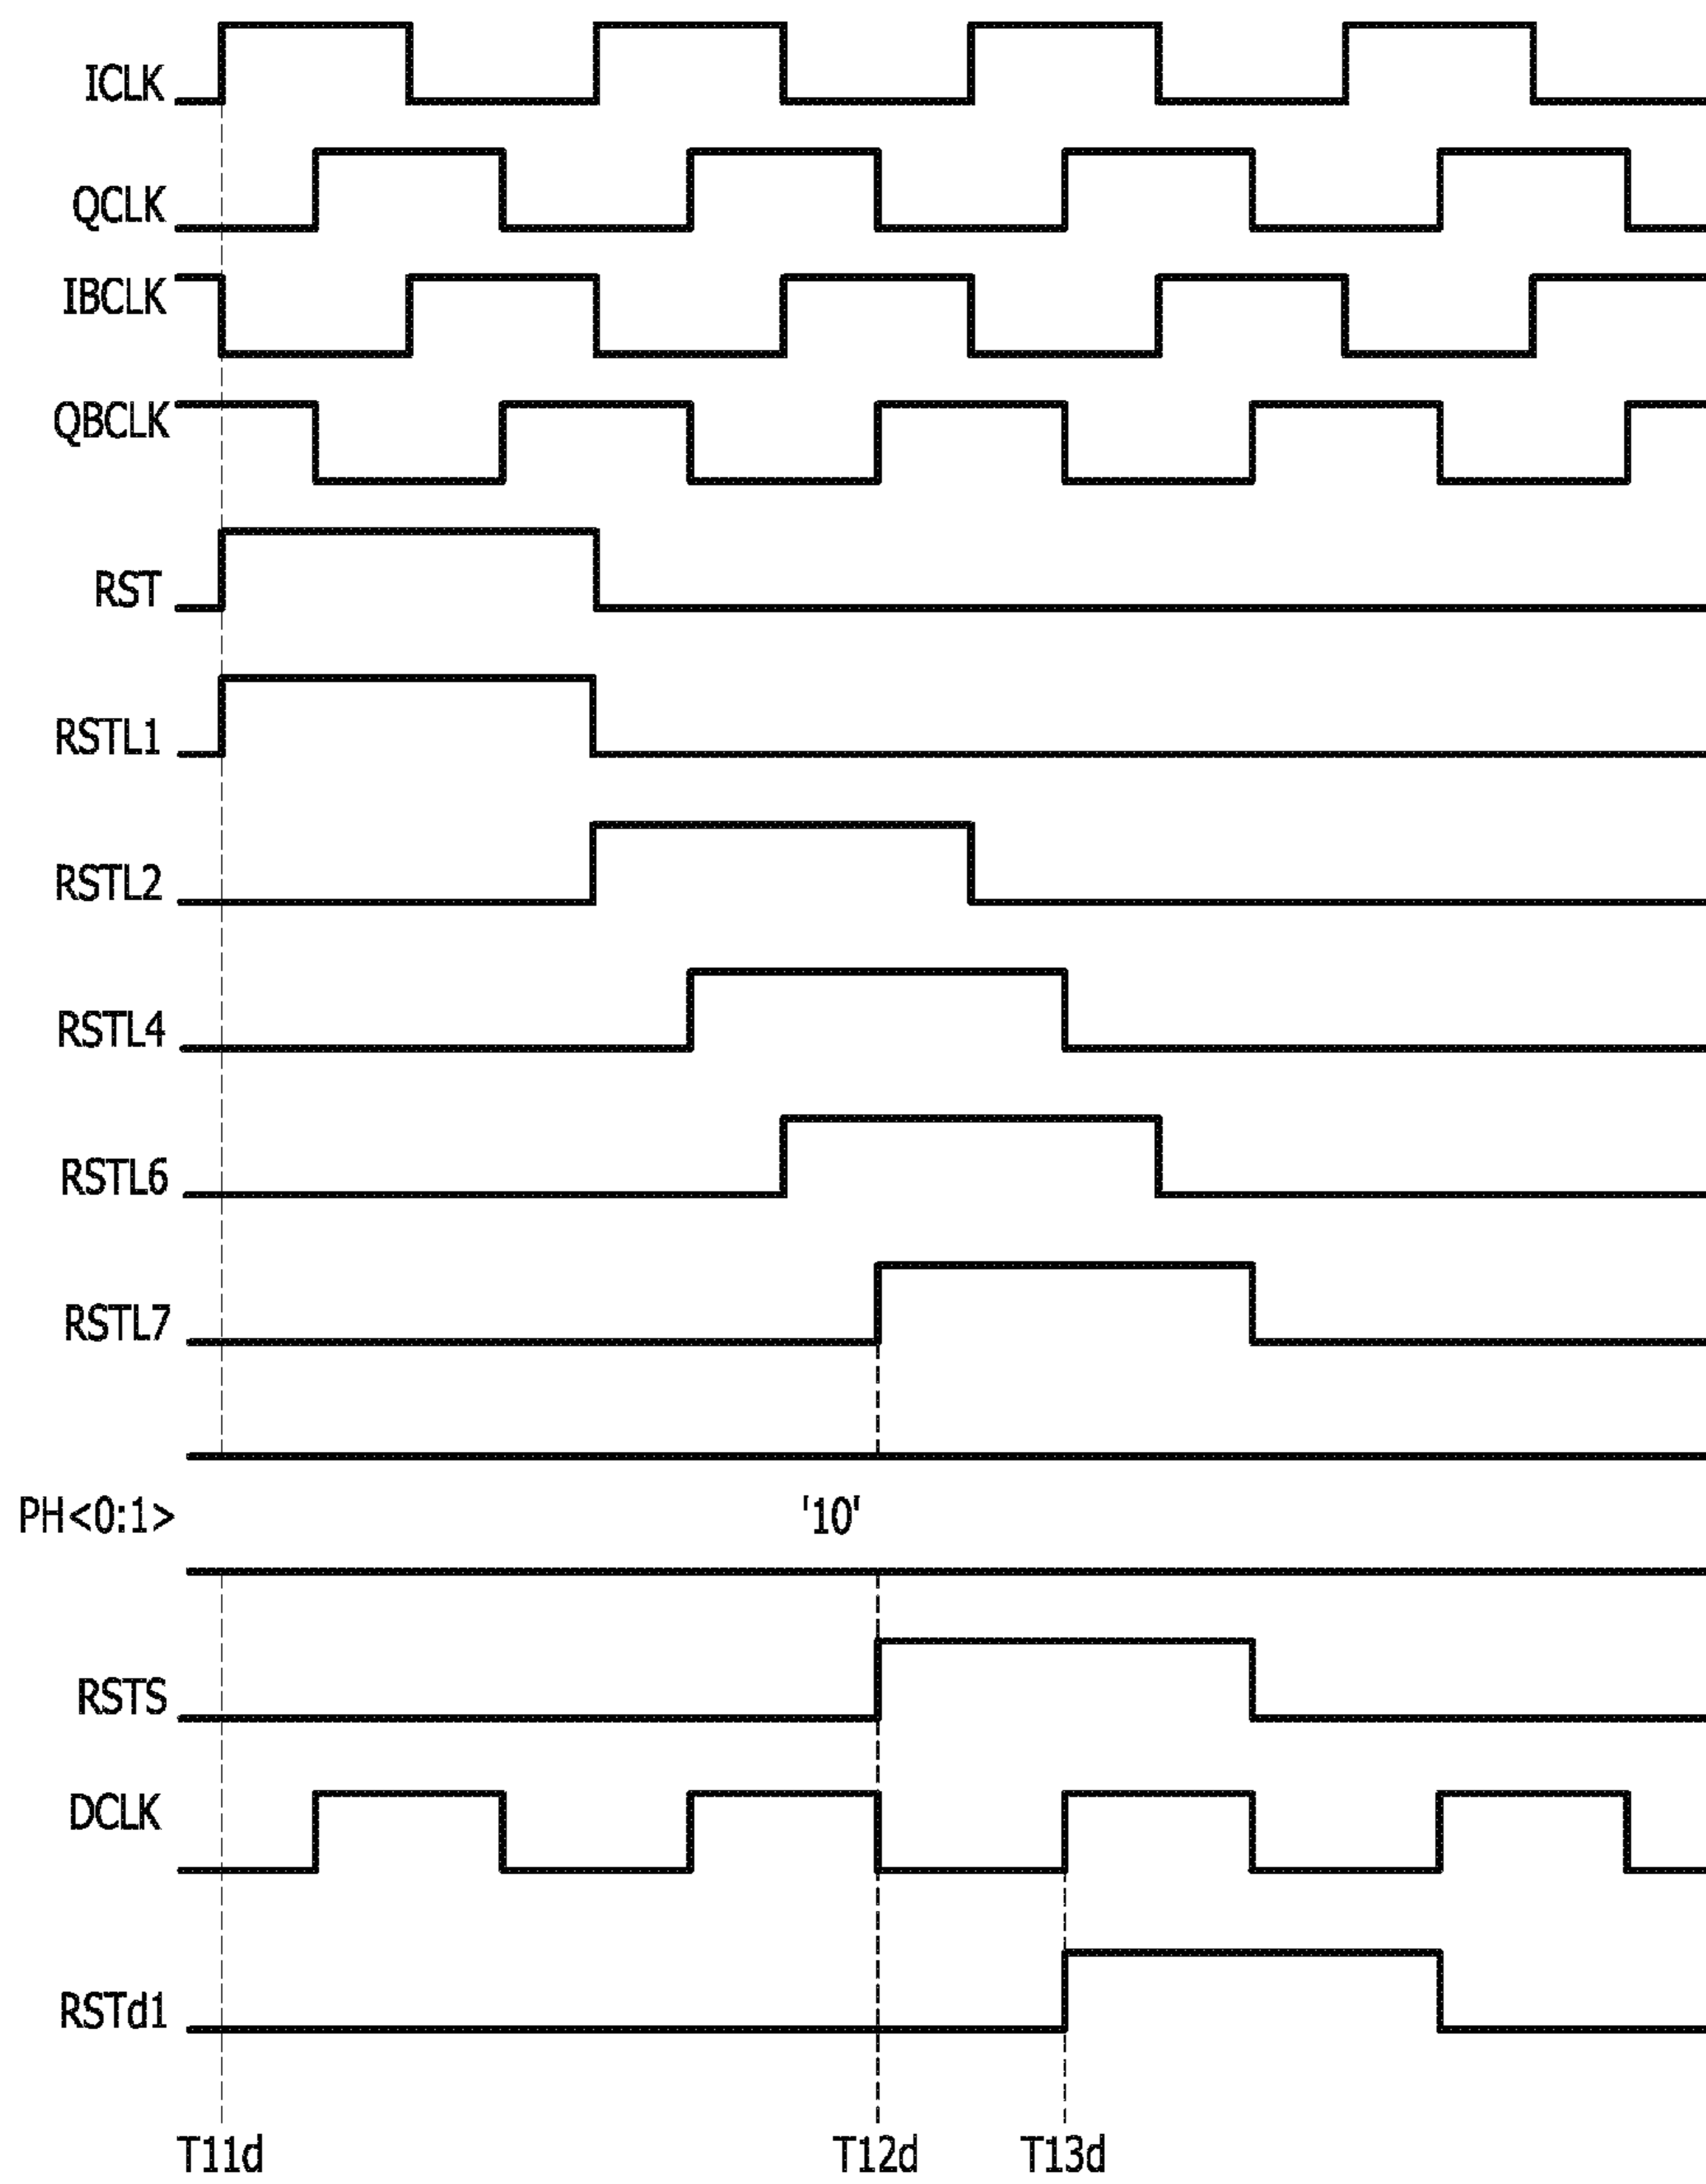 ICLK
QCLK
IBCLK
QBCLK
RST
RSTL1
RSTL2
RSTL4
RSTL6
RSTL7
PH<0:1> '10'
RSTS
DCLK
RSTd1
T11d T12d T13d